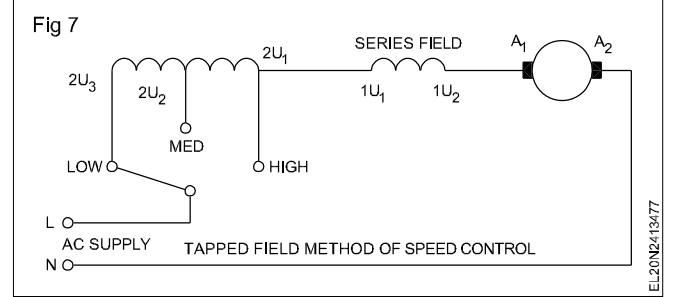 Fig 7
2U1
SERIES FIELD
A1
A2
2U3
2U2
1U1
1U2
MED
LOW
HIGH
L
AC SUPPLY
TAPPED FIELD METHOD OF SPEED CONTROL
N
EL20N2413477